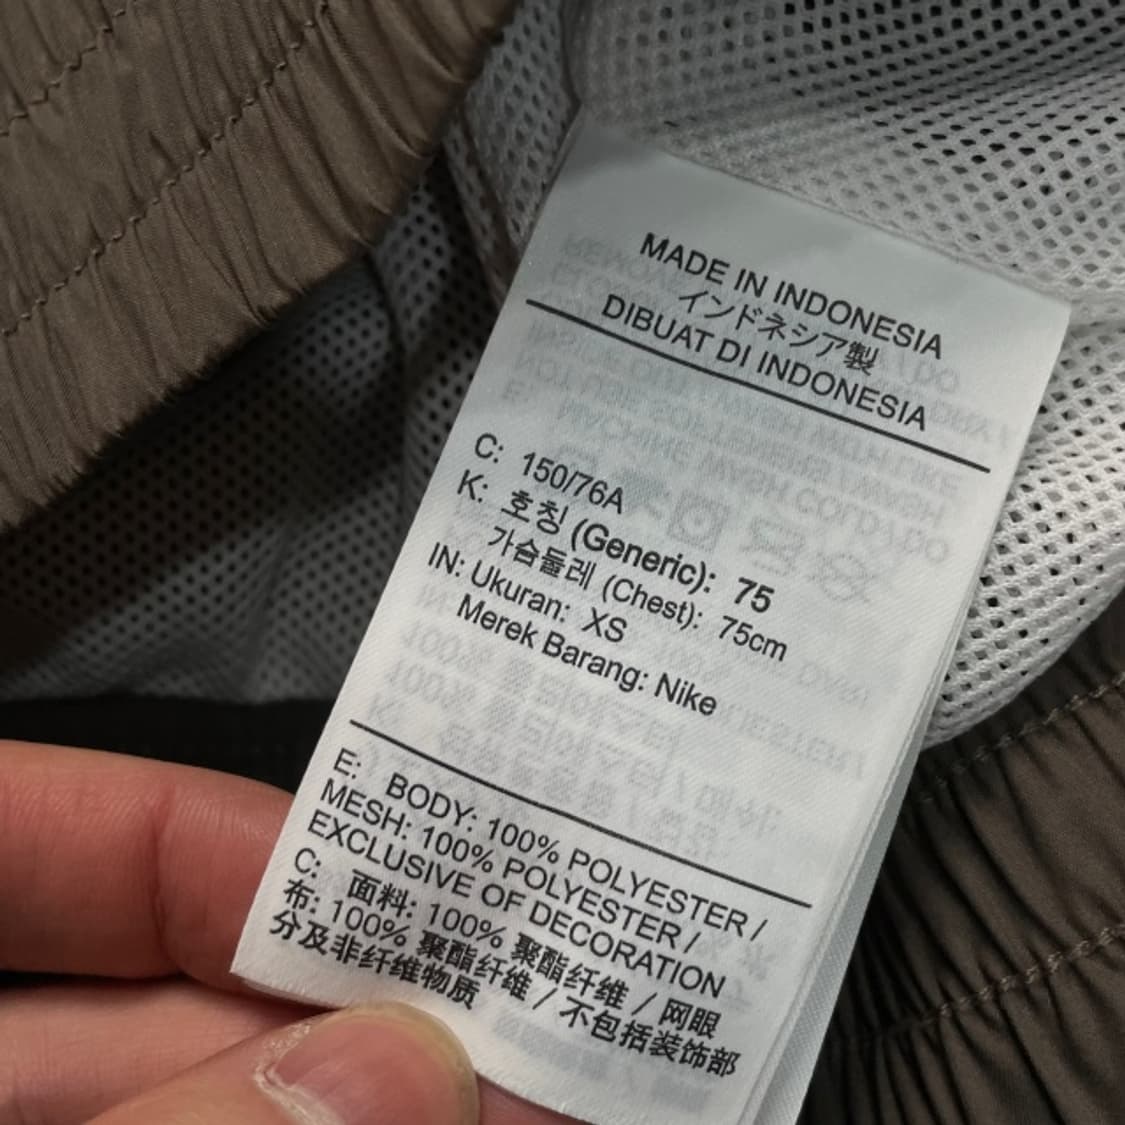 MADE IN INDONESIA
インドネシア製
DIBUAT DI INDONESIA
C: 150/76A
K: 호칭 (Generic): 75
가슴둘레 (Chest): 75cm
IN: Ukuran: XS
Merek Barang: Nike
E: BODY: 100% POLYESTER /
MESH: 100% POLYESTER /
EXCLUSIVE OF DECORATION
C: 面料: 100% 聚酯纤维 / 网眼
布: 100% 聚酯纤维 / 不包括装饰部
分及非纤维物质